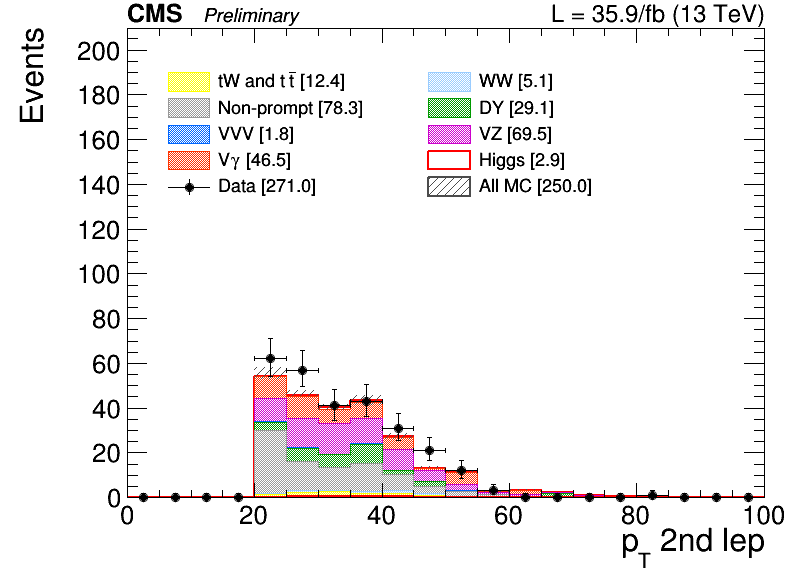 CMS Preliminary L = 35.9/fb (13 TeV)
Events
200
180
160
140
120
100
80
60
40
20
0
tW and t t̅ [12.4] WW [5.1]
Non-prompt [78.3] DY [29.1]
VVV [1.8] VZ [69.5]
Vγ [46.5] Higgs [2.9]
Data [271.0] All MC [250.0]
0 20 40 60 80 100
p_T 2nd lep